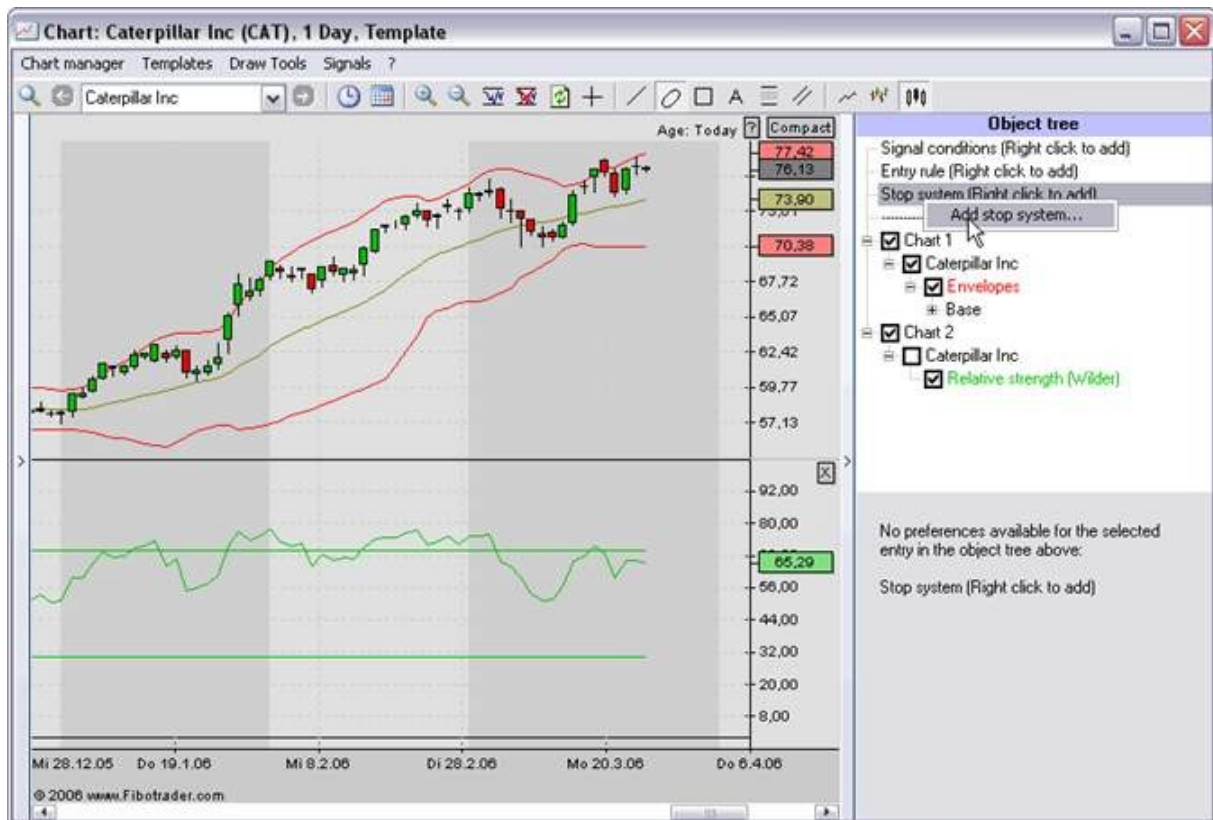 Chart: Caterpillar Inc (CAT), 1 Day, Template
Chart manager Templates Draw Tools Signals ?
Caterpillar Inc
A
Age: Today ? Compact
77,42
76,13
73,90
70,38
67,72
65,07
62,42
59,77
57,13
X
92,00
80,00
65,29
56,00
44,00
32,00
20,00
8,00
Mi 28.12.05 Do 19.1.06 Mi 8.2.06 Di 28.2.06 Mo 20.3.06 Do 6.4.06
© 2006 www.Fibotrader.com
Object tree
Signal conditions (Right click to add)
Entry rule (Right click to add)
Stop system (Right click to add)
Add stop system...
Chart 1
Caterpillar Inc
Envelopes
Base
Chart 2
Caterpillar Inc
Relative strength (Wilder)
No preferences available for the selected
entry in the object tree above:
Stop system (Right click to add)